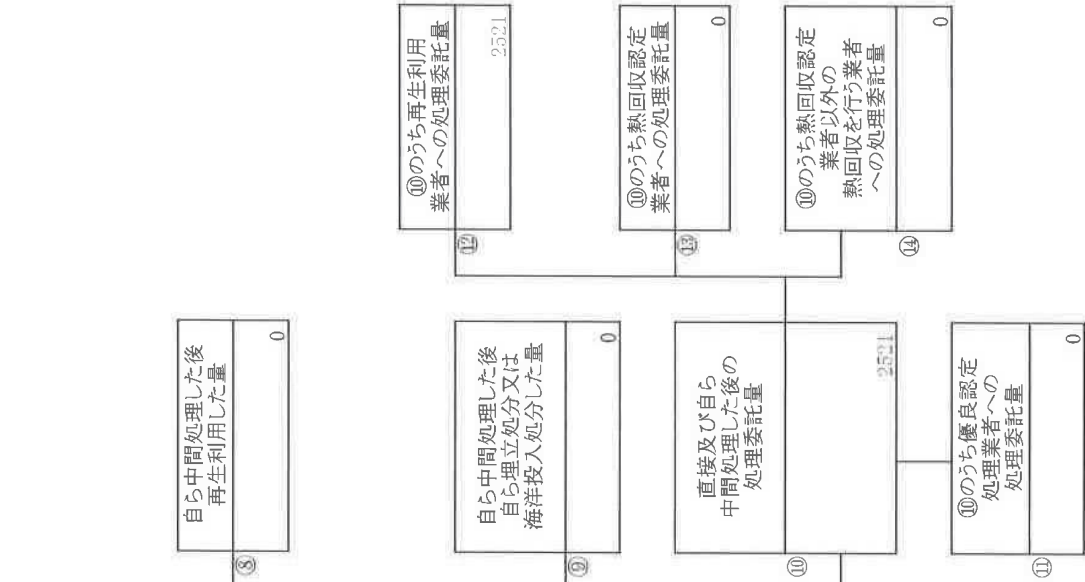 ⑧
自ら中間処理した後
再生利用した量
0
⑨
自ら中間処理した後
自ら埋立処分又は
海洋投入処分した量
0
⑩
直接及び自ら
中間処理した後の
処理委託量
2521
⑪
⑩のうち優良認定
処理業者への
処理委託量
0
⑫
⑩のうち再生利用
業者への処理委託量
2521
⑬
⑩のうち熱回収認定
業者への処理委託量
0
⑭
⑩のうち熱回収認定
業者以外の
熱回収を行う業者
への処理委託量
0